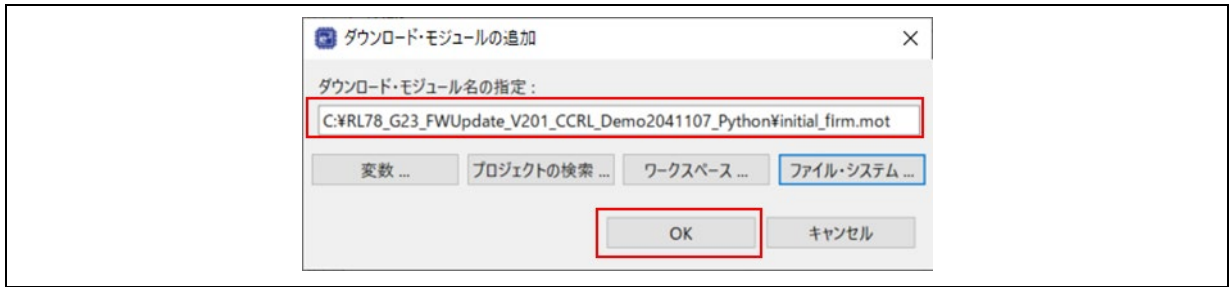 ダウンロード・モジュールの追加
ダウンロード・モジュール名の指定 :
C:¥RL78_G23_FWUpdate_V201_CCRL_Demo2041107_Python¥initial_firm.mot
変数 ... プロジェクトの検索 ... ワークスペース ... ファイル・システム ...
OK キャンセル